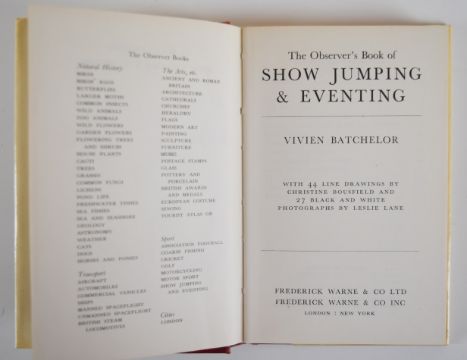 The Observer Books
Natural History
BIRDS
BIRDS' EGGS
BUTTERFLIES
LARGER MOTHS
COMMON INSECTS
WILD ANIMALS
ZOO ANIMALS
WILD FLOWERS
GARDEN FLOWERS
FLOWERING TREES
AND SHRUBS
HOUSE PLANTS
CACTI
TREES
GRASSES
COMMON FUNGI
LICHENS
POND LIFE
FRESHWATER FISHES
SEA FISHES
SEA AND SEASHORE
GEOLOGY
ASTRONOMY
WEATHER
CATS
DOGS
HORSES AND PONIES
Transport
AIRCRAFT
AUTOMOBILES
COMMERCIAL VEHICLES
SHIPS
MANNED SPACEFLIGHT
UNMANNED SPACEFLIGHT
BRITISH STEAM
LOCOMOTIVES
The Arts, etc.
ANCIENT AND ROMAN
BRITAIN
ARCHITECTURE
CATHEDRALS
CHURCHES
HERALDRY
FLAGS
MODERN ART
PAINTING
SCULPTURE
FURNITURE
MUSIC
POSTAGE STAMPS
GLASS
POTTERY AND
PORCELAIN
BRITISH AWARDS
AND MEDALS
EUROPEAN COSTUME
SEWING
TOURIST ATLAS GB
Sport
ASSOCIATION FOOTBALL
COARSE FISHING
CRICKET
GOLF
MOTORCYCLING
MOTOR SPORT
SHOW JUMPING
AND EVENTING
Cities
LONDON
The Observer's Book of
SHOW JUMPING
& EVENTING
VIVIEN BATCHELOR
WITH 44 LINE DRAWINGS BY
CHRISTINE BOUSFIELD AND
27 BLACK AND WHITE
PHOTOGRAPHS BY LESLIE LANE
FREDERICK WARNE & CO LTD
FREDERICK WARNE & CO INC
LONDON : NEW YORK